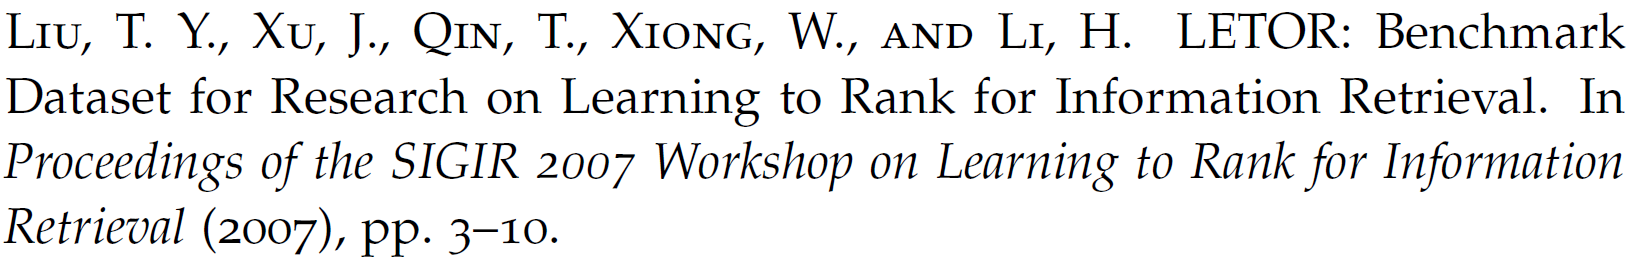 Liu, T. Y., Xu, J., Qin, T., Xiong, W., and Li, H. LETOR: Benchmark
Dataset for Research on Learning to Rank for Information Retrieval. In
Proceedings of the SIGIR 2007 Workshop on Learning to Rank for Information
Retrieval (2007), pp. 3–10.